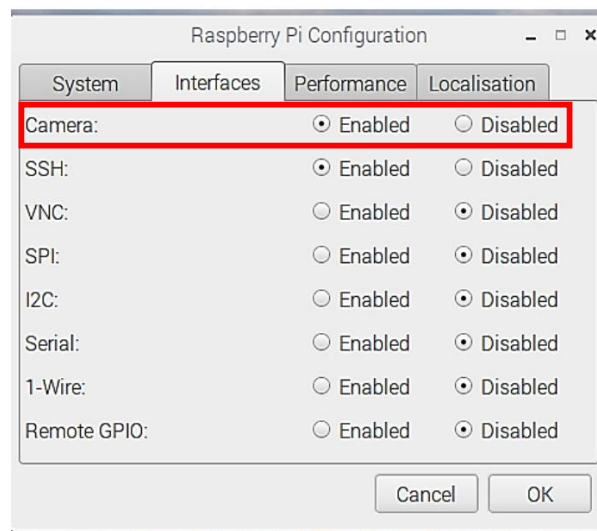 Raspberry Pi Configuration
System Interfaces Performance Localisation
Camera: Enabled Disabled
SSH: Enabled Disabled
VNC: Enabled Disabled
SPI: Enabled Disabled
I2C: Enabled Disabled
Serial: Enabled Disabled
1-Wire: Enabled Disabled
Remote GPIO: Enabled Disabled
Cancel OK